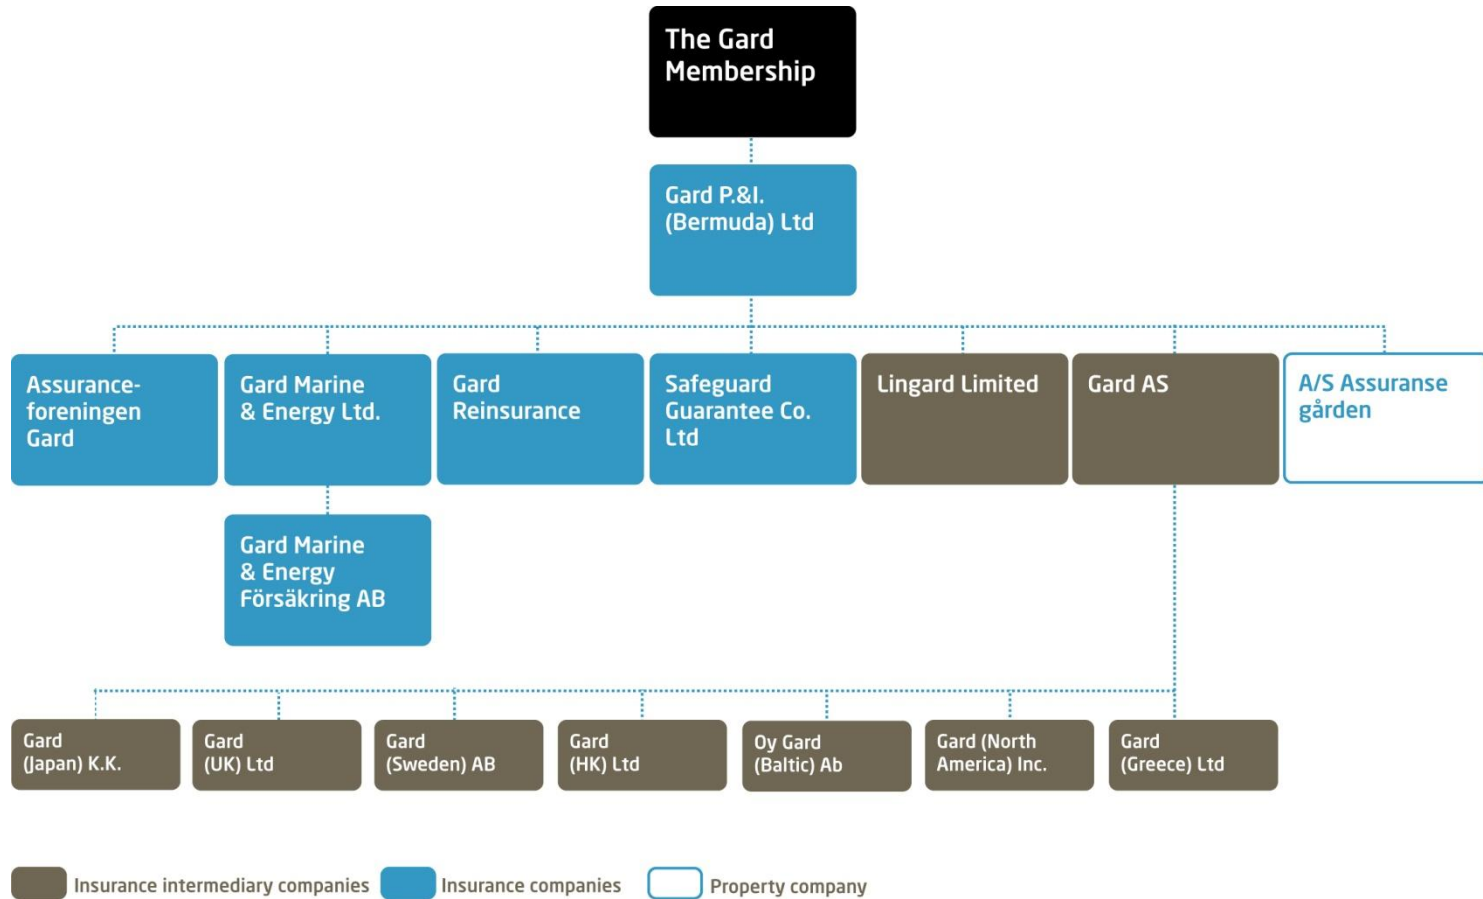 The Gard
Membership
Gard P.&I.
(Bermuda) Ltd
Assurance-
foreningen
Gard
Gard Marine
& Energy Ltd.
Gard
Reinsurance
Safeguard
Guarantee Co.
Ltd
Lingard Limited
Gard AS
A/S Assuranse
gården
Gard Marine
& Energy
Försäkring AB
Gard
(Japan) K.K.
Gard
(UK) Ltd
Gard
(Sweden) AB
Gard
(HK) Ltd
Oy Gard
(Baltic) Ab
Gard (North
America) Inc.
Gard
(Greece) Ltd
Insurance intermediary companies
Insurance companies
Property company